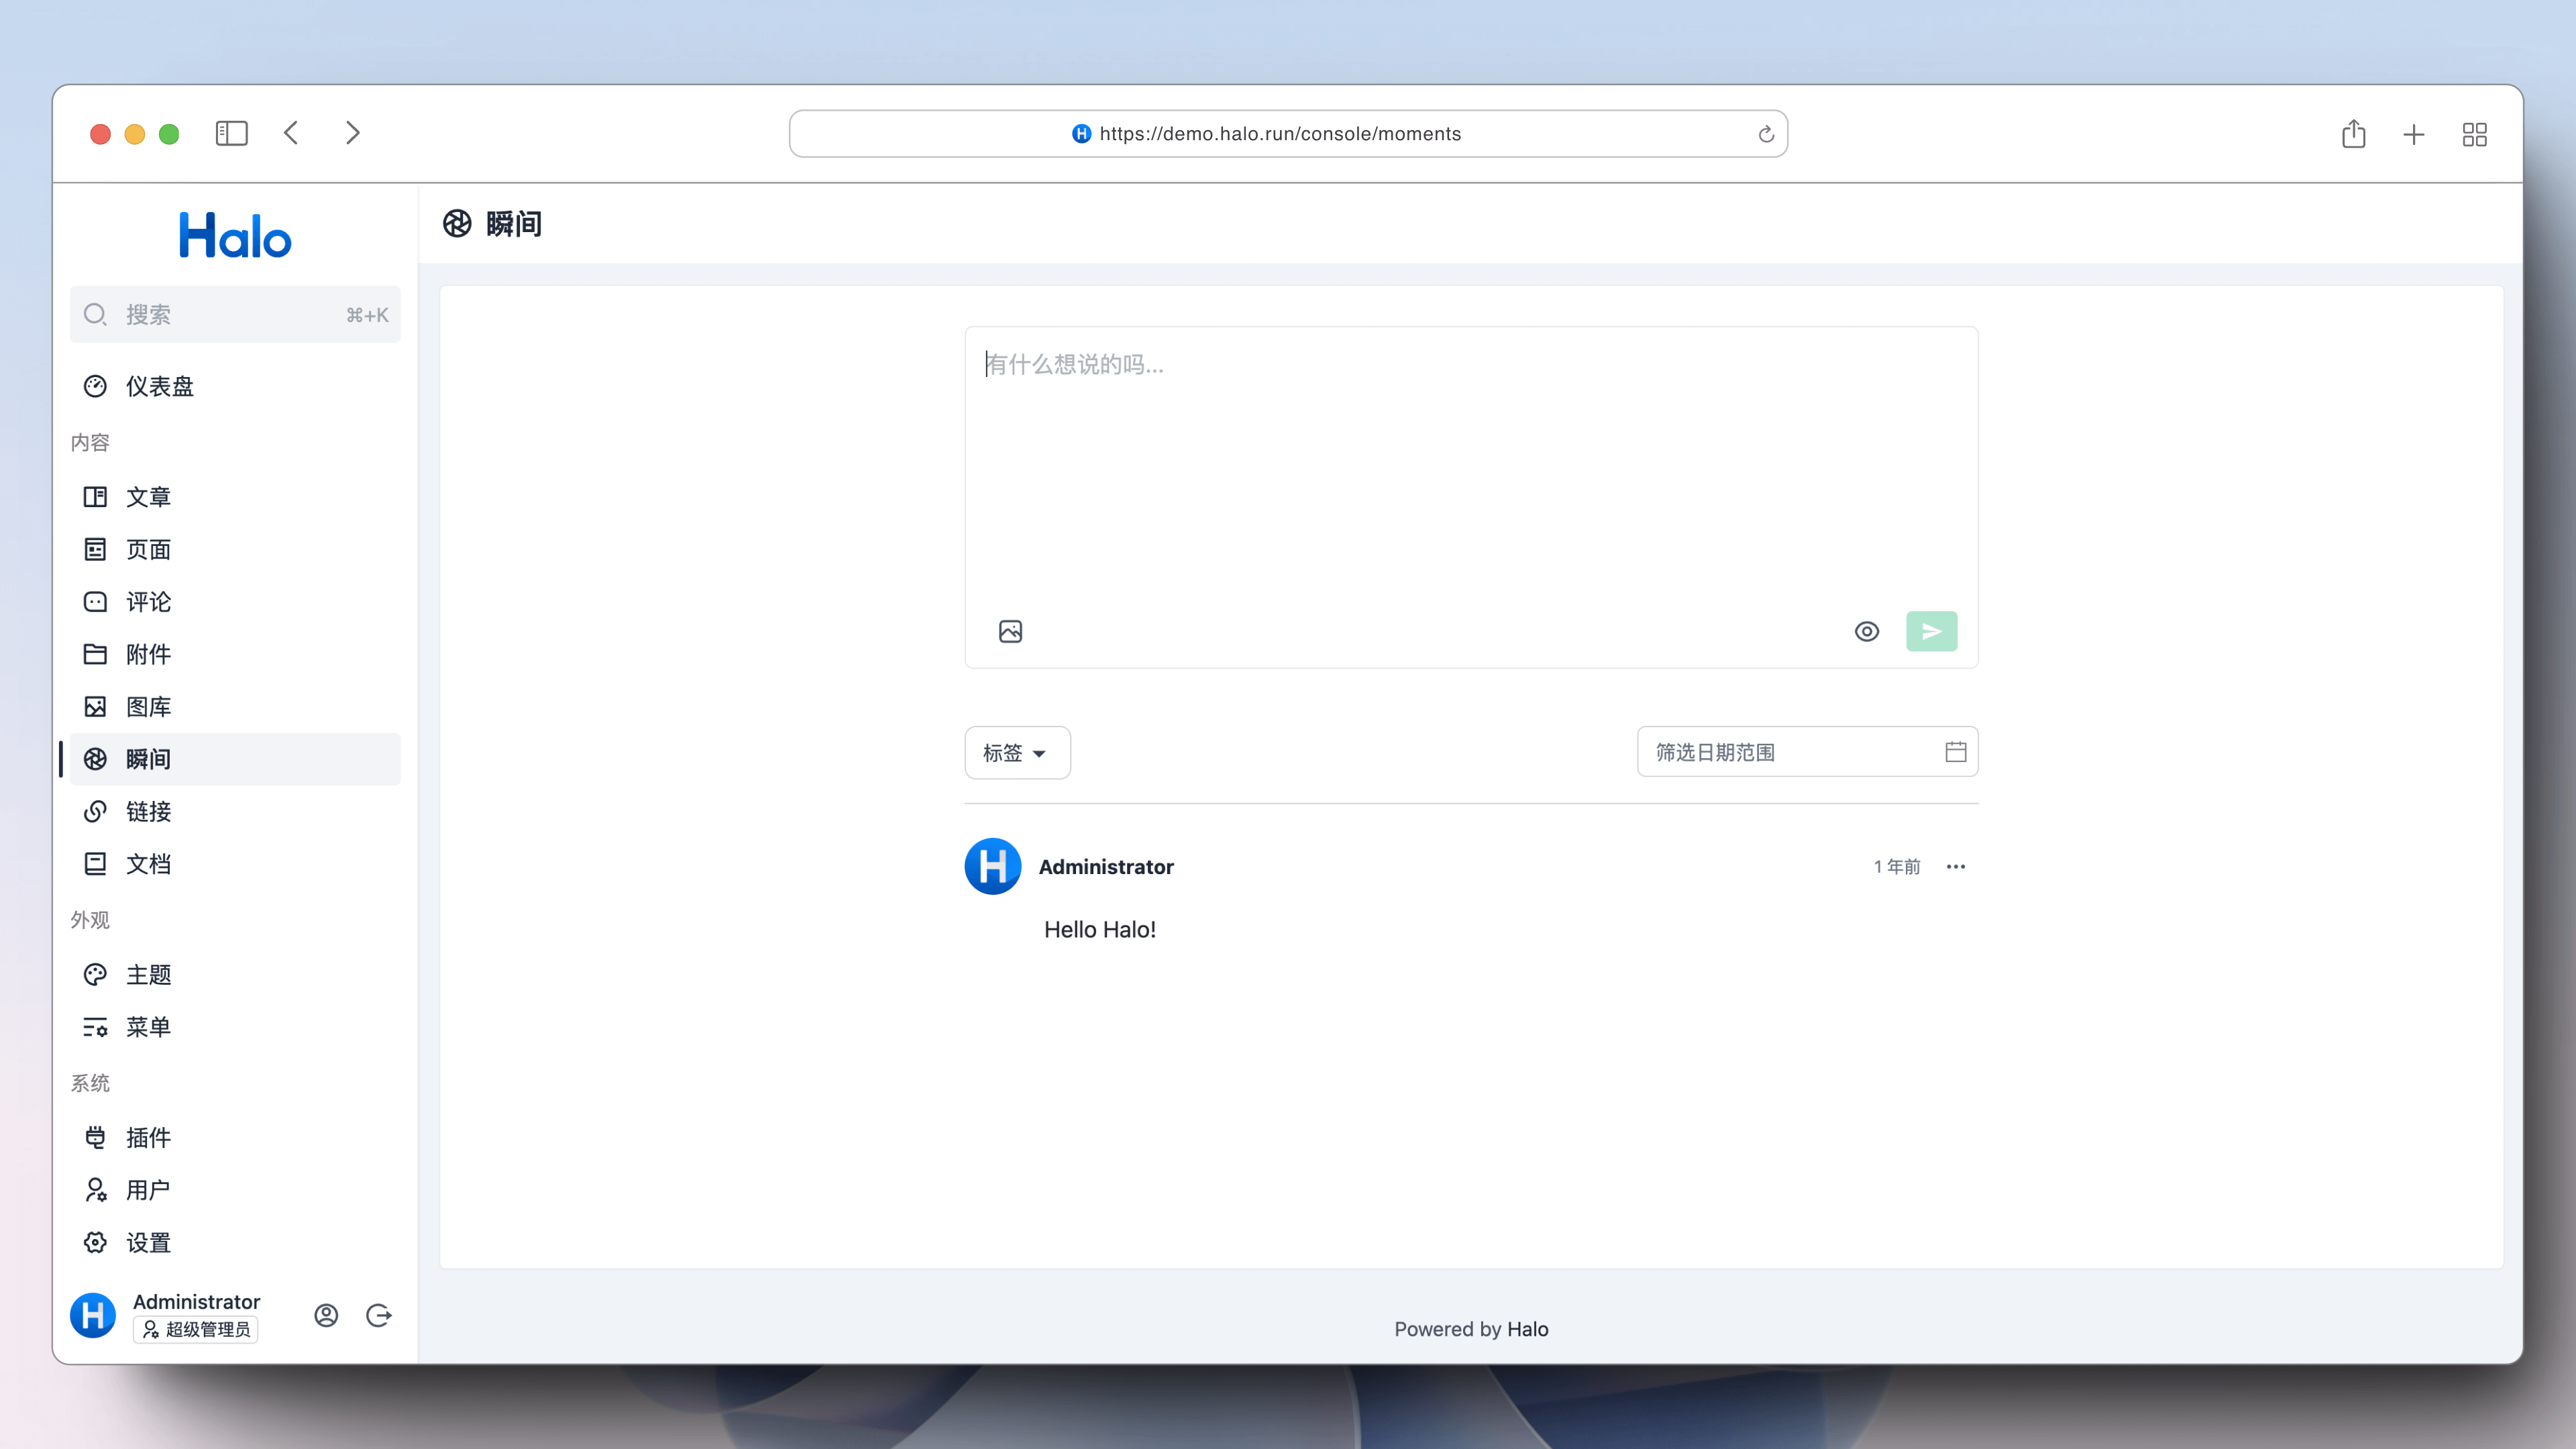 https://demo.halo.run/console/moments
Halo
搜索 ⌘+K
仪表盘
内容
文章
页面
评论
附件
图库
瞬间
链接
文档
外观
主题
菜单
系统
插件
用户
设置
Administrator
超级管理员
瞬间
有什么想说的吗...
标签
筛选日期范围
Administrator
1 年前
Hello Halo!
Powered by Halo